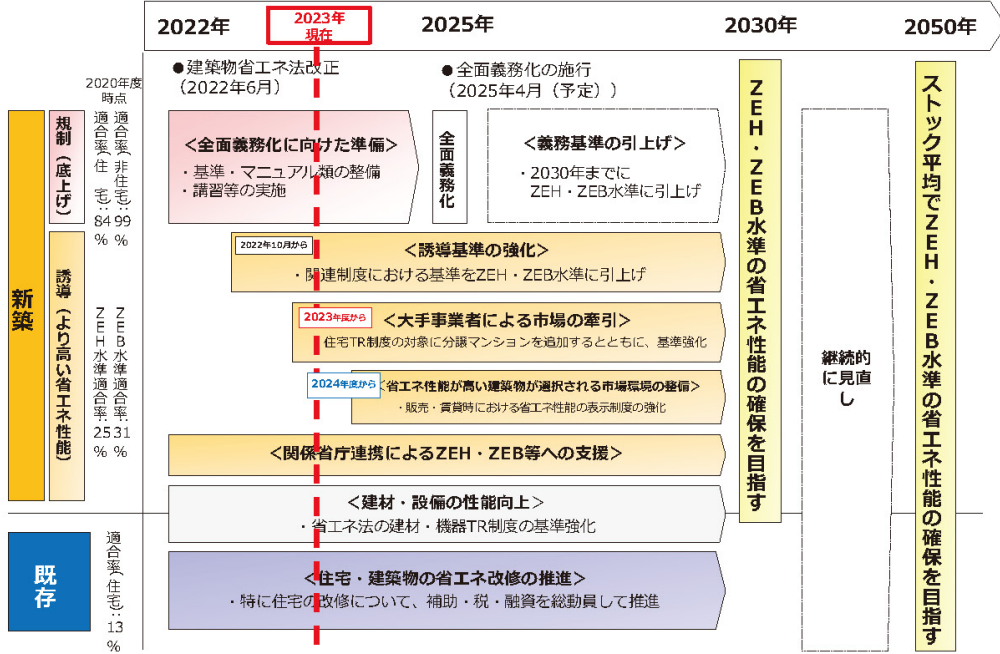 2022年
2023年
現在
2025年
2030年
2050年
●建築物省エネ法改正
（2022年6月）
●全面義務化の施行
（2025年4月（予定））
2020年度
時点
新築
規制（底上げ）
適合率（住　宅）：84%
適合率（非住宅）：99%
＜全面義務化に向けた準備＞
・基準・マニュアル類の整備
・講習等の実施
全面義務化
＜義務基準の引上げ＞
・2030年までに
ZEH・ZEB水準に引上げ
誘導（より高い省エネ性能）
ZEH水準適合率：25%
ZEB水準適合率：31%
2022年10月から
＜誘導基準の強化＞
・関連制度における基準をZEH・ZEB水準に引上げ
2023年度から
＜大手事業者による市場の牽引＞
住宅TR制度の対象に分譲マンションを追加するとともに、基準強化
2024年度から
＜省エネ性能が高い建築物が選択される市場環境の整備＞
・販売・賃貸時における省エネ性能の表示制度の強化
＜関係省庁連携によるZEH・ZEB等への支援＞
＜建材・設備の性能向上＞
・省エネ法の建材・機器TR制度の基準強化
既存
適合率（住宅）：13%
＜住宅・建築物の省エネ改修の推進＞
・特に住宅の改修について、補助・税・融資を総動員して推進
ZEH・ZEB水準の省エネ性能の確保を目指す
継続的
に見直
し
ストック平均でZEH・ZEB水準の省エネ性能の確保を目指す